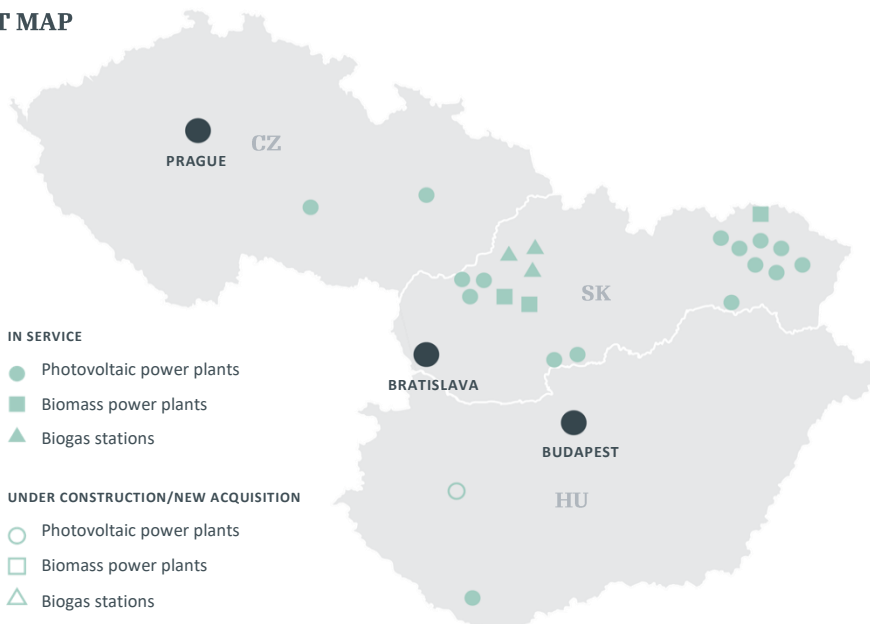 T MAP
CZ
PRAGUE
SK
IN SERVICE
Photovoltaic power plants
Biomass power plants
Biogas stations
BRATISLAVA
BUDAPEST
UNDER CONSTRUCTION/NEW ACQUISITION
HU
Photovoltaic power plants
Biomass power plants
Biogas stations